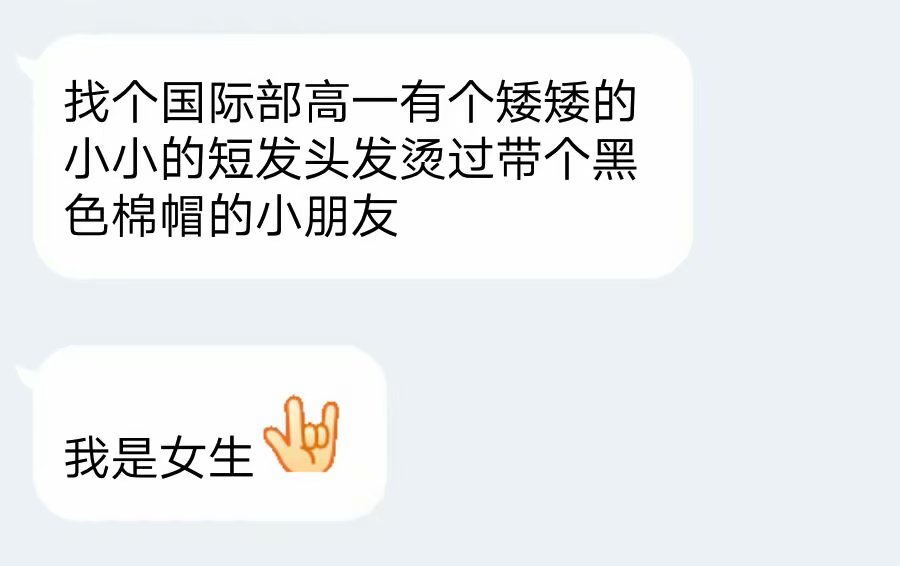 找个国际部高一有个矮矮的
小小的短发头发烫过带个黑
色棉帽的小朋友
我是女生